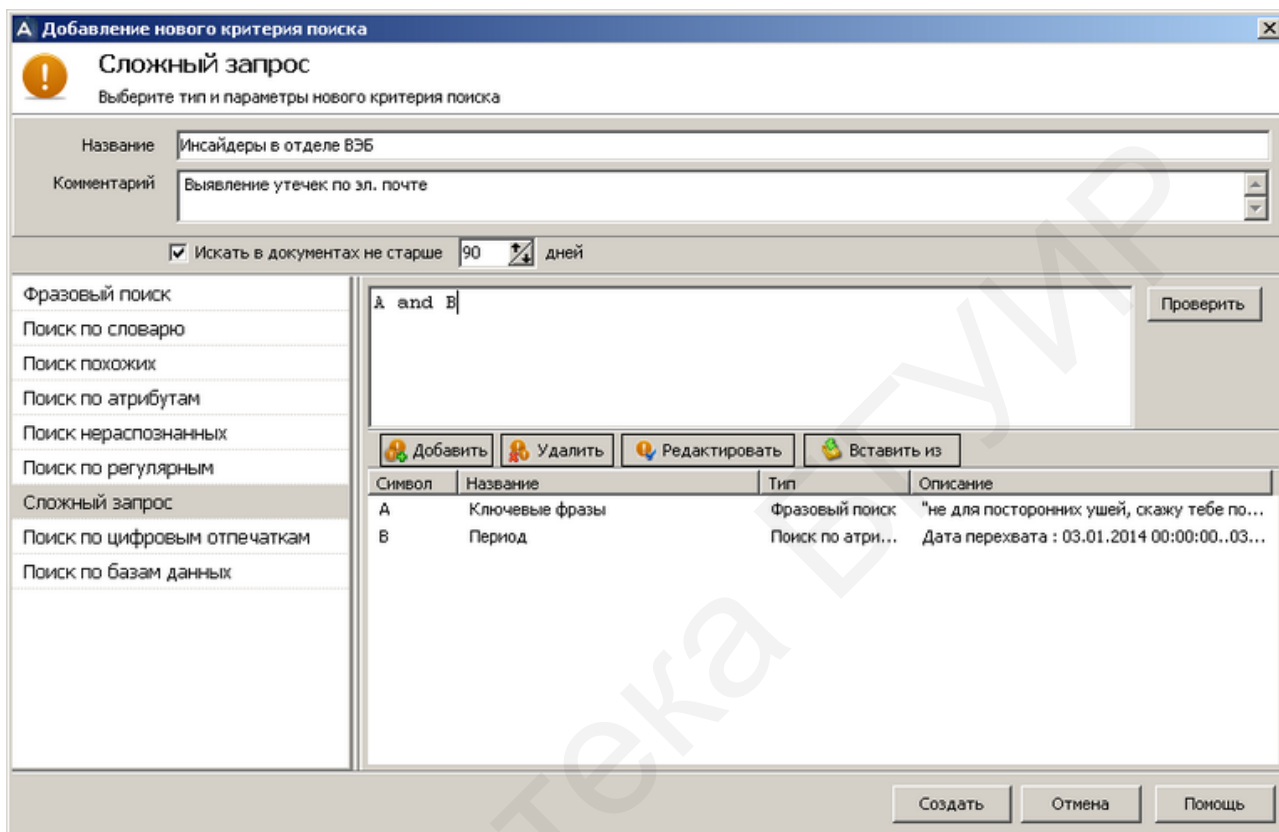 Добавление нового критерия поиска
Сложный запрос
Выберите тип и параметры нового критерия поиска
Название Инсайдеры в отделе ВЭБ
Комментарий Выявление утечек по эл. почте
Искать в документах не старше 90 дней
Фразовый поиск
Поиск по словарю
Поиск похожих
Поиск по атрибутам
Поиск нераспознанных
Поиск по регулярным
Сложный запрос
Поиск по цифровым отпечаткам
Поиск по базам данных
A and B
Проверить
Добавить Удалить Редактировать Вставить из
Символ Название Тип Описание
A Ключевые фразы Фразовый поиск "не для посторонних ушей, скажу тебе по...
B Период Поиск по атри... Дата перехвата : 03.01.2014 00:00:00..03...
Создать Отмена Помощь
тека БГУИР